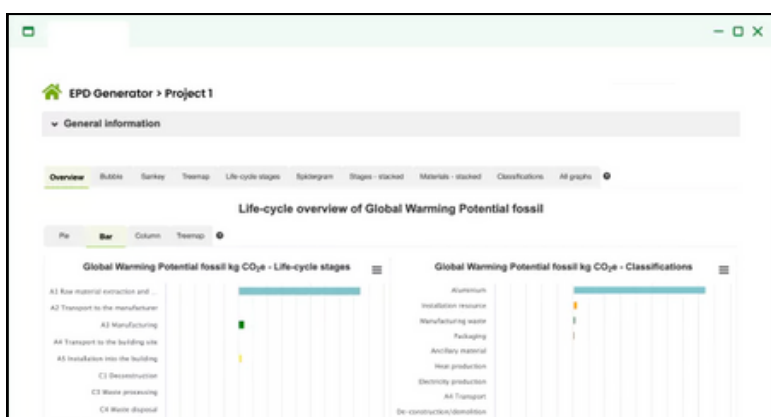 EPD Generator > Project 1
General information
Overview Bubble Sankey Treemap Life-cycle stages Spidergram Stages - stacked Materials - stacked Classifications All graphs ?
Life-cycle overview of Global Warming Potential fossil
Pie Bar Column Treemap ?
Global Warming Potential fossil kg CO₂e - Life-cycle stages
A1 Raw material extraction and ...
A2 Transport to the manufacturer
A3 Manufacturing
A4 Transport to the building site
A5 Installation into the building
C1 Deconstruction
C3 Waste processing
C4 Waste disposal
Global Warming Potential fossil kg CO₂e - Classifications
Aluminium
Installation resource
Manufacturing waste
Packaging
Ancillary material
Heat production
Electricity production
A4 Transport
De-construction/demolition